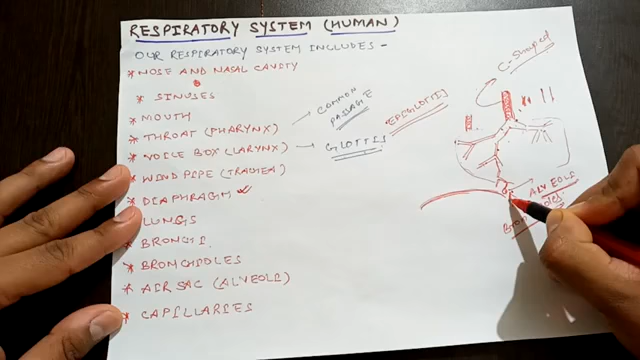 RESPIRATORY SYSTEM (HUMAN)
OUR RESPIRATORY SYSTEM INCLUDES -
* NOSE AND NASAL CAVITY
* SINUSES
* MOUTH
* THROAT (PHARYNX)
COMMON PASSAGE
* VOICE BOX (LARYNX)
GLOTTIS
EPIGLOTTIS
* WIND PIPE (TRACHEA)
* DIAPHRAGM
* LUNGS
* BRONCHI
* BRONCHIOLES
* AIR SAC (ALVEOLI)
* CAPILLARIES
C-Shaped
ALVEOLI